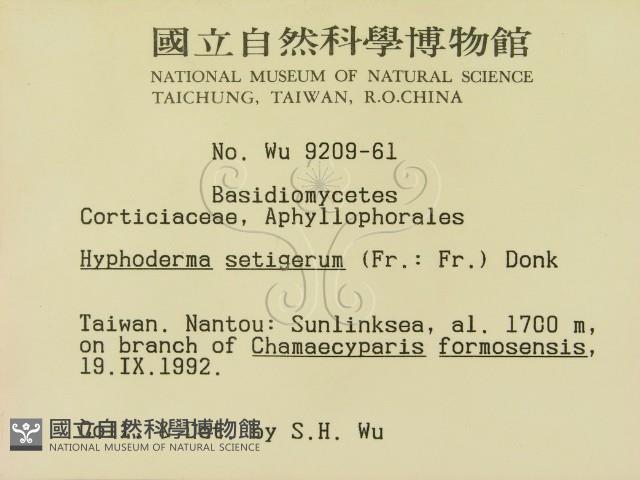 國立自然科學博物館
NATIONAL MUSEUM OF NATURAL SCIENCE
TAICHUNG, TAIWAN, R.O.CHINA
No. Wu 9209-61
Basidiomycetes
Corticiaceae, Aphyllophorales
Hyphoderma setigerum (Fr.: Fr.) Donk
Taiwan. Nantou: Sunlinksea, al. 1700 m,
on branch of Chamaecyparis formosensis,
19.IX.1992.
Coll. & Det. by S.H. Wu
國立自然科學博物館
NATIONAL MUSEUM OF NATURAL SCIENCE